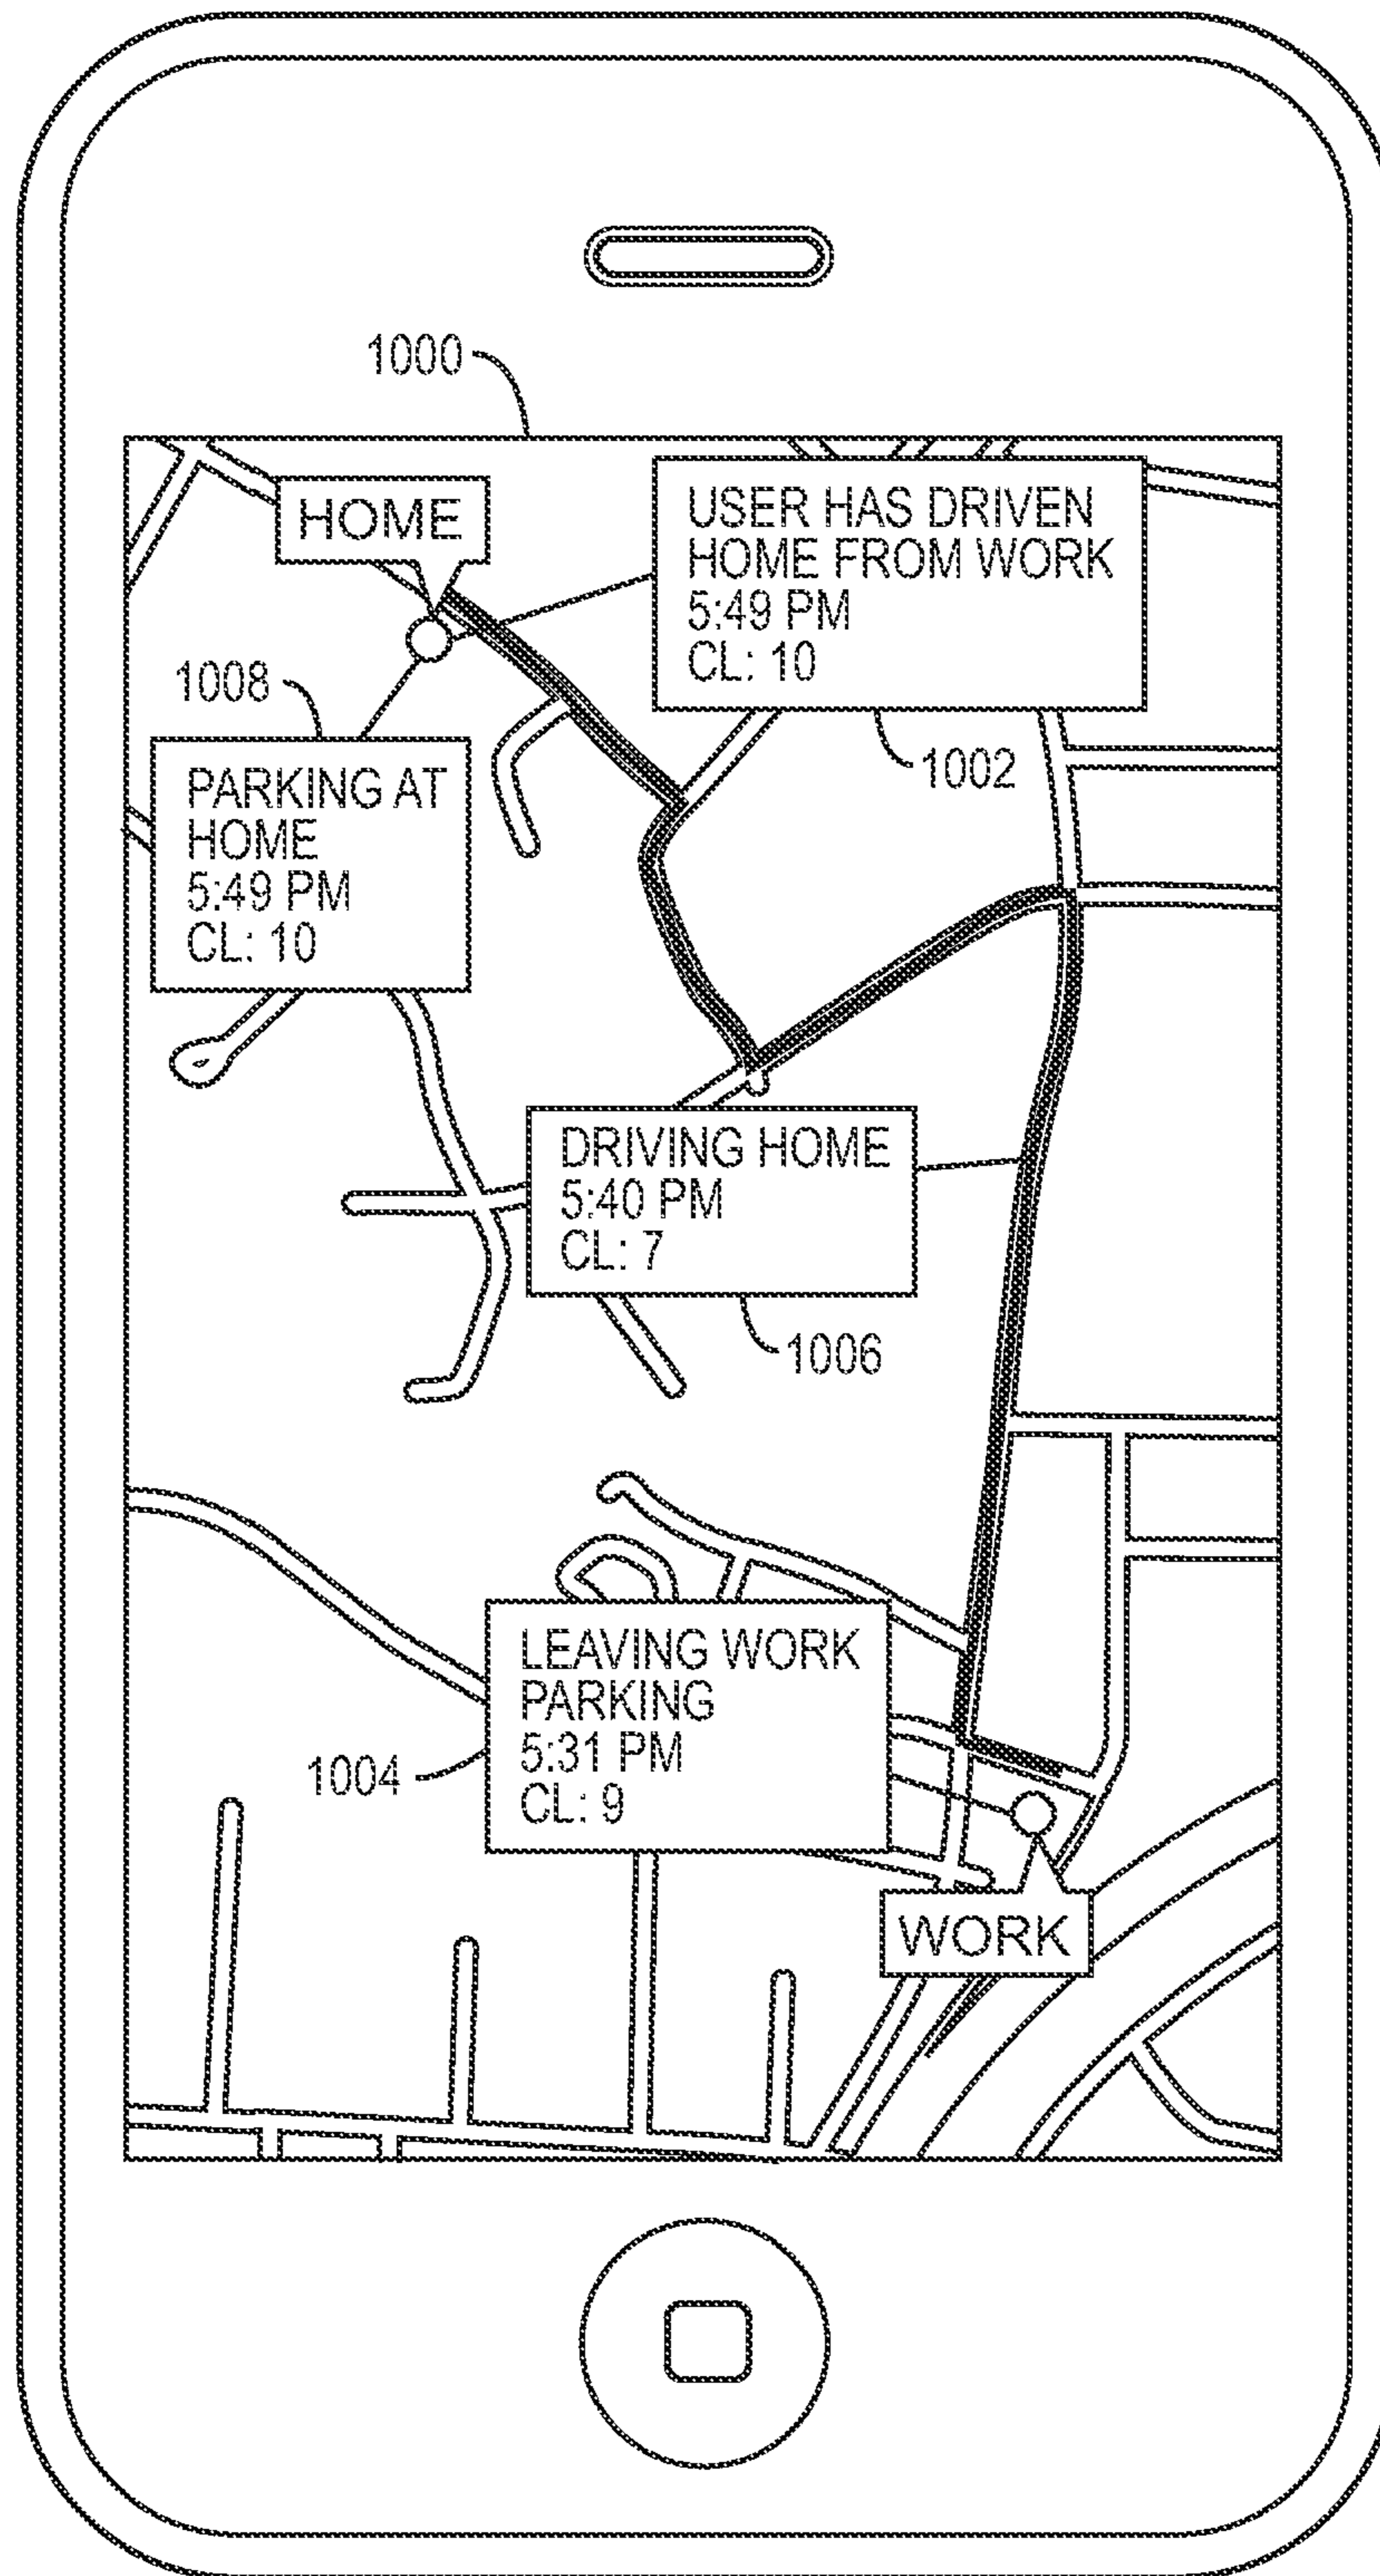 1000
HOME
USER HAS DRIVEN
HOME FROM WORK
5:49 PM
CL: 10
1002
1008
PARKING AT
HOME
5:49 PM
CL: 10
DRIVING HOME
5:40 PM
CL: 7
1006
LEAVING WORK
PARKING
5:31 PM
CL: 9
1004
WORK